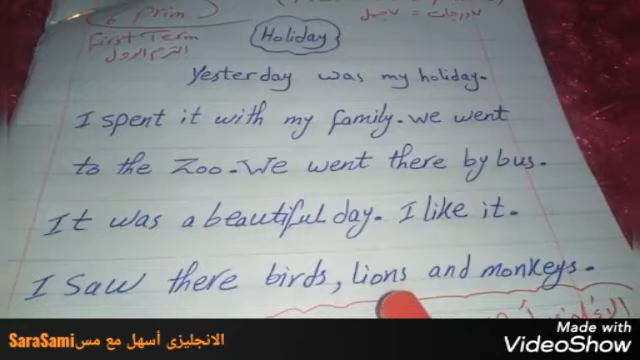 6 Prim
First Term
الترم الاول
Holiday
Yesterday was my holiday.
I spent it with my family. We went
to the Zoo. We went there by bus.
It was a beautiful day. I like it.
I saw there birds, lions and monkeys.
الانجليزى أسهل مع مس SaraSami
Made with
VideoShow